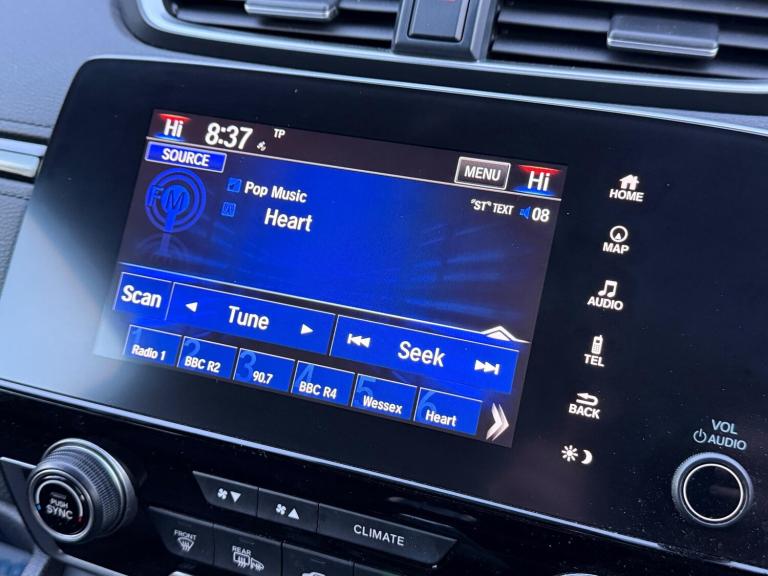 Hi 8:37 TP
SOURCE
MENU Hi
FM
Pop Music
"ST" TEXT 08
Heart
Scan Tune Seek
1 Radio 1
2 BBC R2
3 90.7
4 BBC R4
5 Wessex
6 Heart
HOME
MAP
AUDIO
TEL
BACK
VOL
AUDIO
PUSH
SYNC
CLIMATE
FRONT
REAR